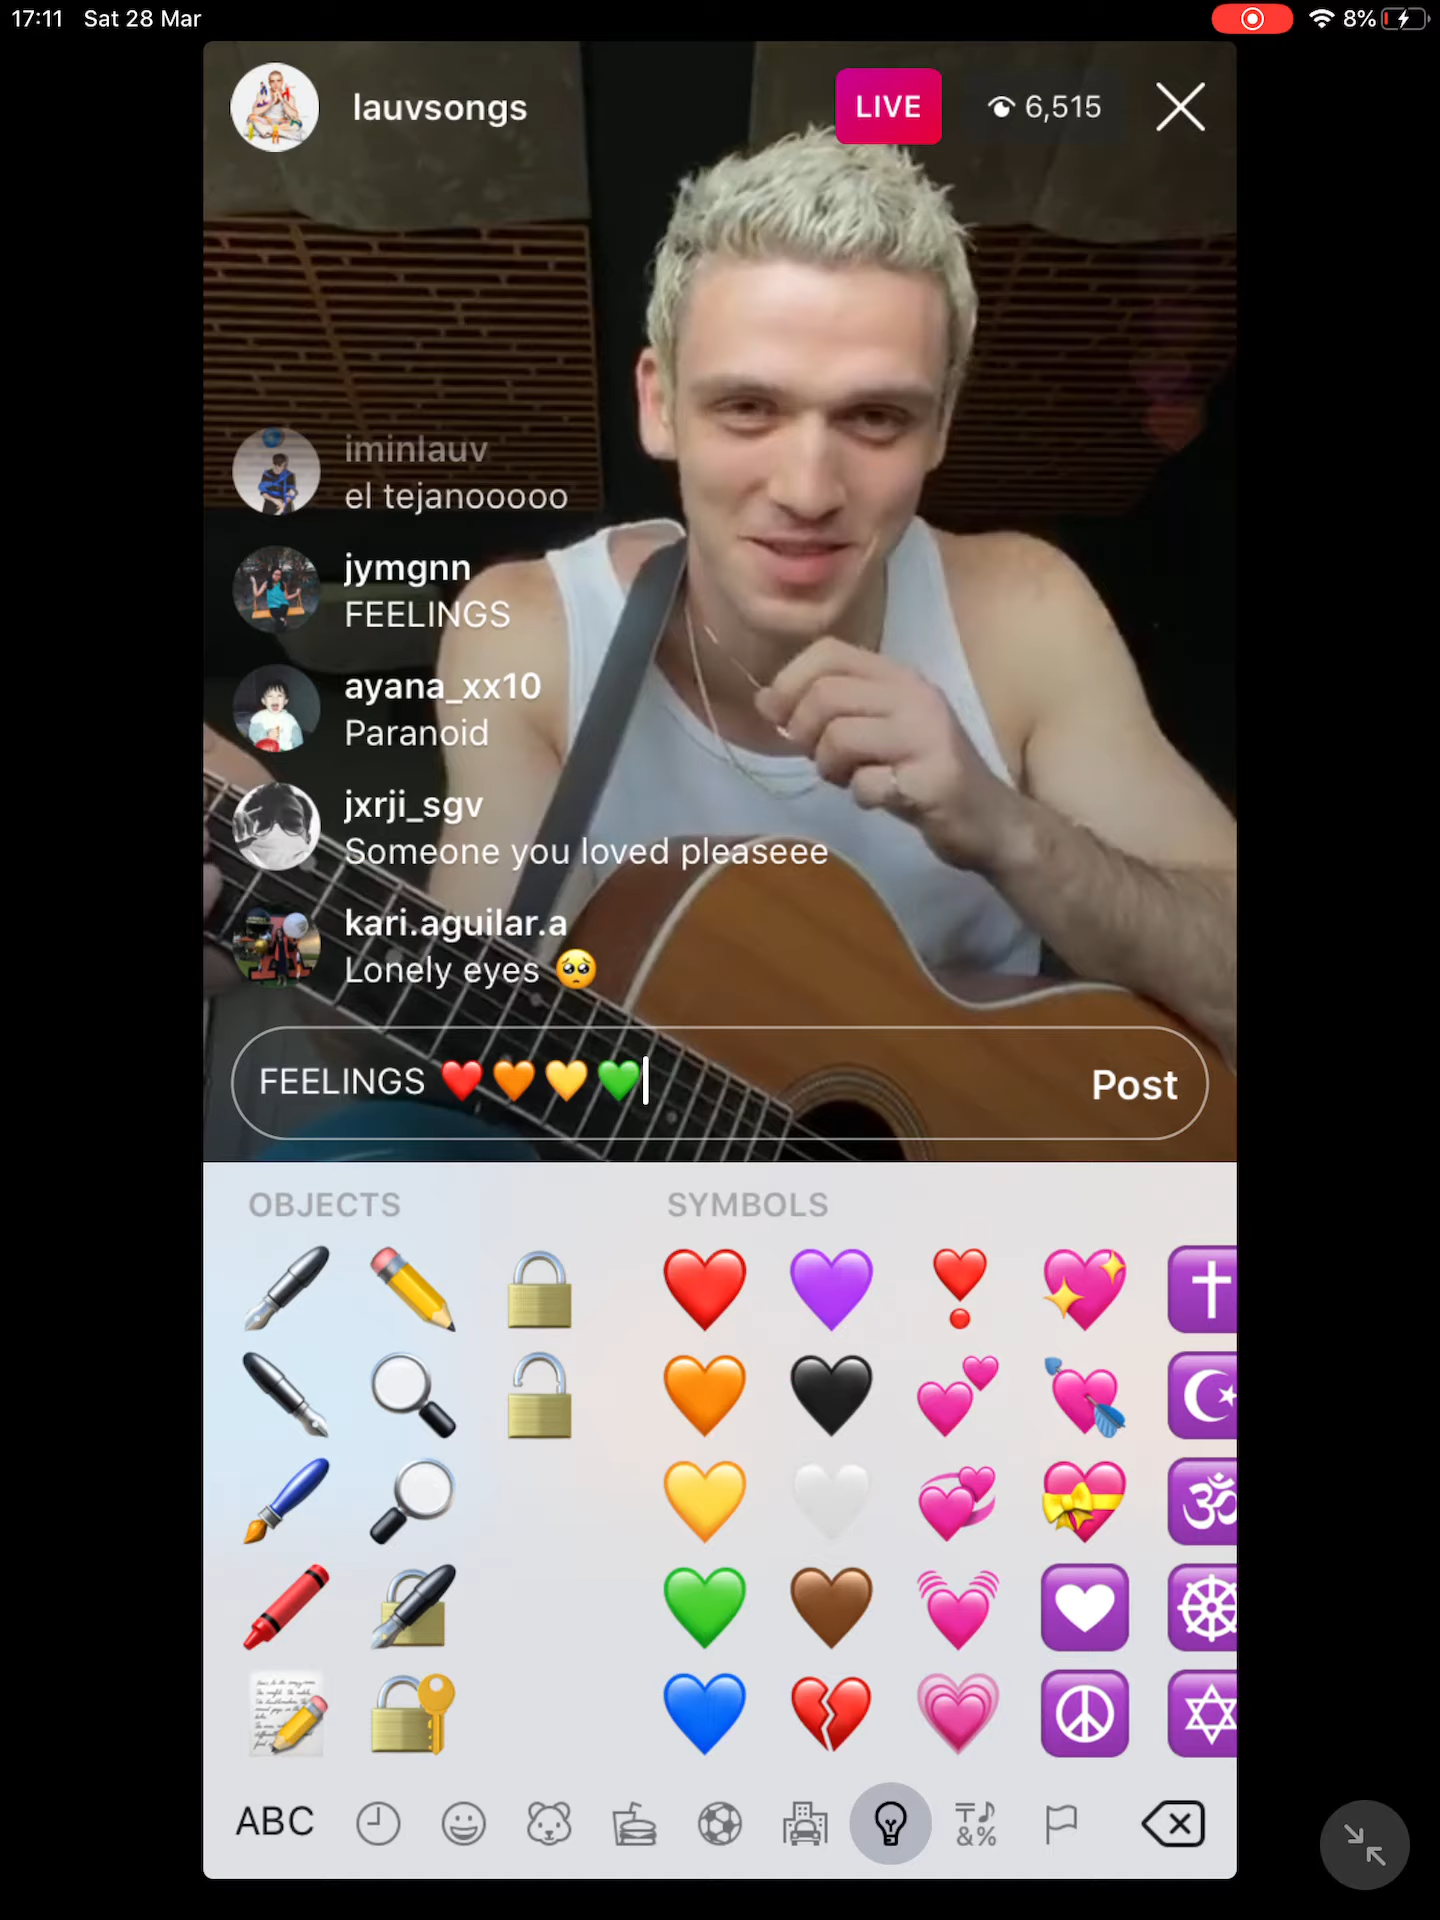 17:11 Sat 28 Mar
8%
lauvsongs
LIVE
6,515
iminlauv
el tejanooooo
jymgnn
FEELINGS
ayana_xx10
Paranoid
jxrji_sgv
Someone you loved pleaseee
kari.aguilar.a
Lonely eyes 🥺
FEELINGS ❤️🧡💛💚
Post
OBJECTS
SYMBOLS
ABC
&%